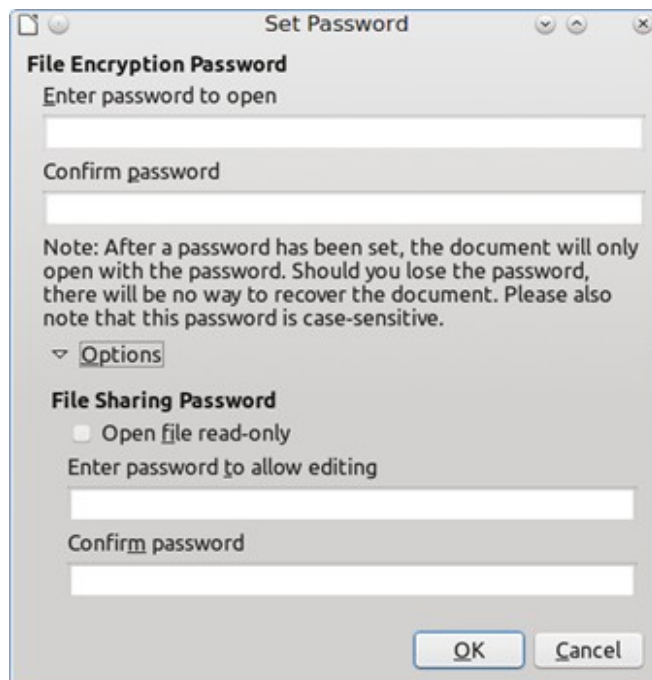 Set Password
File Encryption Password
Enter password to open
Confirm password
Note: After a password has been set, the document will only
open with the password. Should you lose the password,
there will be no way to recover the document. Please also
note that this password is case-sensitive.
Options
File Sharing Password
Open file read-only
Enter password to allow editing
Confirm password
OK Cancel